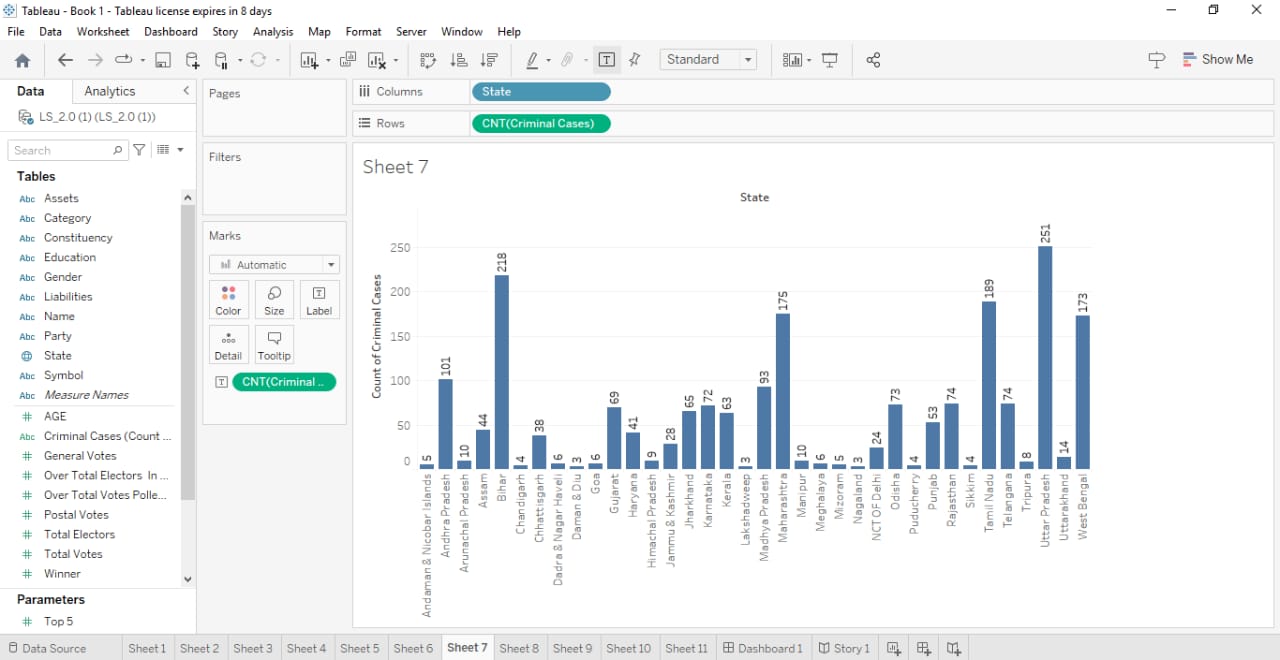 Tableau - Book 1 - Tableau license expires in 8 days
File Data Worksheet Dashboard Story Analysis Map Format Server Window Help
Standard
Show Me
Data Analytics
LS_2.0 (1) (LS_2.0 (1))
Search
Tables
Abc Assets
Abc Category
Abc Constituency
Abc Education
Abc Gender
Abc Liabilities
Abc Name
Abc Party
State
Abc Symbol
Abc Measure Names
# AGE
Abc Criminal Cases (Count ...
# General Votes
# Over Total Electors In ...
# Over Total Votes Polle...
# Postal Votes
# Total Electors
# Total Votes
# Winner
Parameters
# Top 5
Pages
Filters
Marks
Automatic
Color Size Label
Detail Tooltip
CNT(Criminal ..
Columns State
Rows CNT(Criminal Cases)
Sheet 7
State
Count of Criminal Cases
250
200
150
100
50
0
5 101 10 44 218 4 38 6 3 6 69 41 9 28 65 72 63 3 93 175 10 6 5 3 24 73 4 53 74 4 189 74 8 251 14 173
Andaman & Nicobar Islands
Andhra Pradesh
Arunachal Pradesh
Assam
Bihar
Chandigarh
Chhattisgarh
Dadra & Nagar Haveli
Daman & Diu
Goa
Gujarat
Haryana
Himachal Pradesh
Jammu & Kashmir
Jharkhand
Karnataka
Kerala
Lakshadweep
Madhya Pradesh
Maharashtra
Manipur
Meghalaya
Mizoram
Nagaland
NCT OF Delhi
Odisha
Puducherry
Punjab
Rajasthan
Sikkim
Tamil Nadu
Telangana
Tripura
Uttar Pradesh
Uttarakhand
West Bengal
Data Source Sheet 1 Sheet 2 Sheet 3 Sheet 4 Sheet 5 Sheet 6 Sheet 7 Sheet 8 Sheet 9 Sheet 10 Sheet 11 Dashboard 1 Story 1